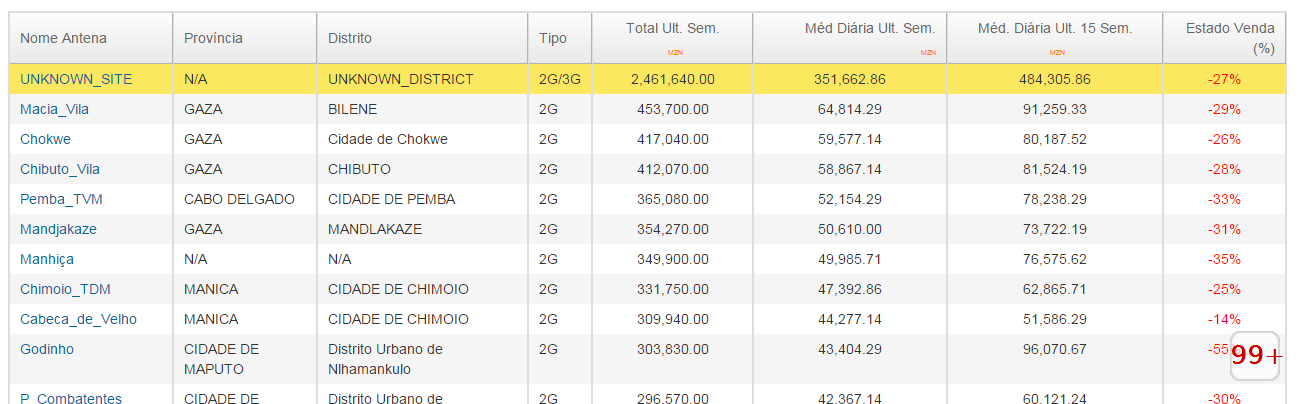 Nome Antena Província Distrito Tipo Total Ult. Sem. Méd Diária Ult. Sem. Méd. Diária Ult. 15 Sem. Estado Venda
MZN MZN MZN (%)
UNKNOWN_SITE N/A UNKNOWN_DISTRICT 2G/3G 2,461,640.00 351,662.86 484,305.86 -27%
Macia_Vila GAZA BILENE 2G 453,700.00 64,814.29 91,259.33 -29%
Chokwe GAZA Cidade de Chokwe 2G 417,040.00 59,577.14 80,187.52 -26%
Chibuto_Vila GAZA CHIBUTO 2G 412,070.00 58,867.14 81,524.19 -28%
Pemba_TVM CABO DELGADO CIDADE DE PEMBA 2G 365,080.00 52,154.29 78,238.29 -33%
Mandjakaze GAZA MANDLAKAZE 2G 354,270.00 50,610.00 73,722.19 -31%
Manhiça N/A N/A 2G 349,900.00 49,985.71 76,575.62 -35%
Chimoio_TDM MANICA CIDADE DE CHIMOIO 2G 331,750.00 47,392.86 62,865.71 -25%
Cabeca_de_Velho MANICA CIDADE DE CHIMOIO 2G 309,940.00 44,277.14 51,586.29 -14%
Godinho CIDADE DE Distrito Urbano de 2G 303,830.00 43,404.29 96,070.67 -55 99+
MAPUTO Nlhamankulo
P_Combatentes CIDADE DE Distrito Urbano de 2G 296,570.00 42,367.14 60,121.24 -30%